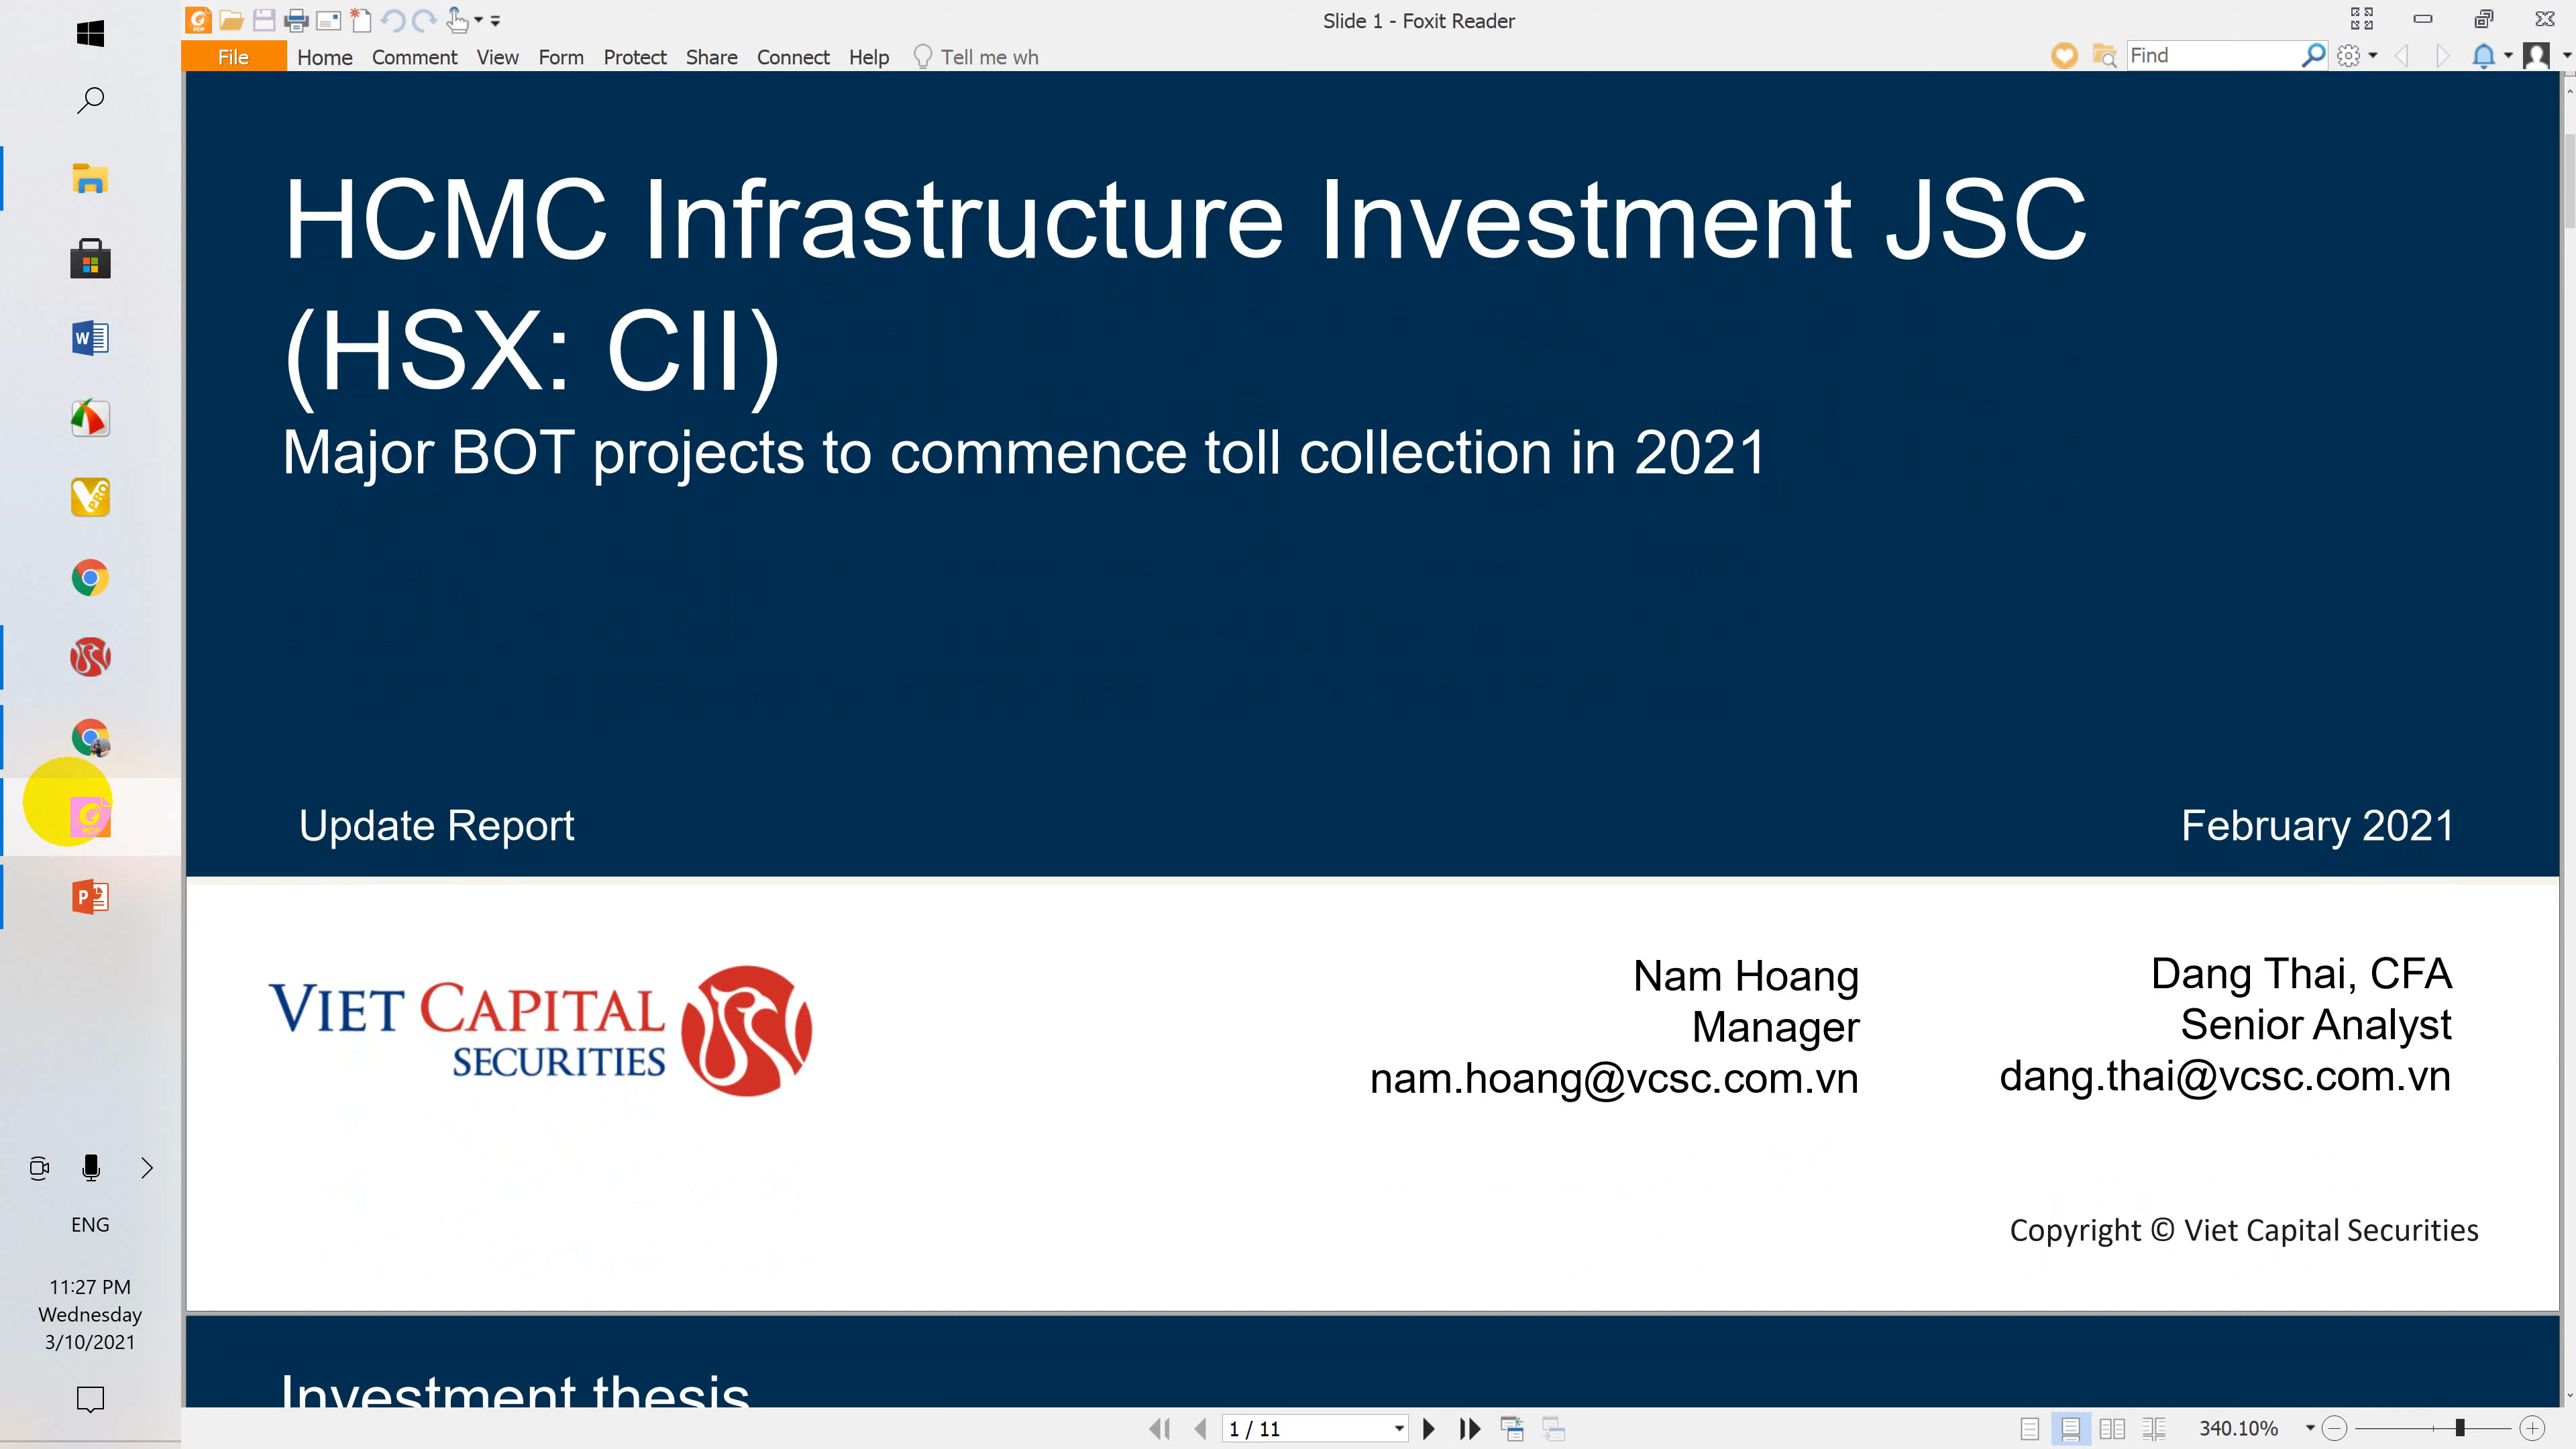 Slide 1 - Foxit Reader
File Home Comment View Form Protect Share Connect Help Tell me wh Find
HCMC Infrastructure Investment JSC
(HSX: CII)
Major BOT projects to commence toll collection in 2021
Update Report February 2021
VIET CAPITAL
SECURITIES
Nam Hoang
Manager
nam.hoang@vcsc.com.vn
Dang Thai, CFA
Senior Analyst
dang.thai@vcsc.com.vn
Copyright © Viet Capital Securities
Investment thesis
ENG
11:27 PM
Wednesday
3/10/2021
1 / 11
340.10%